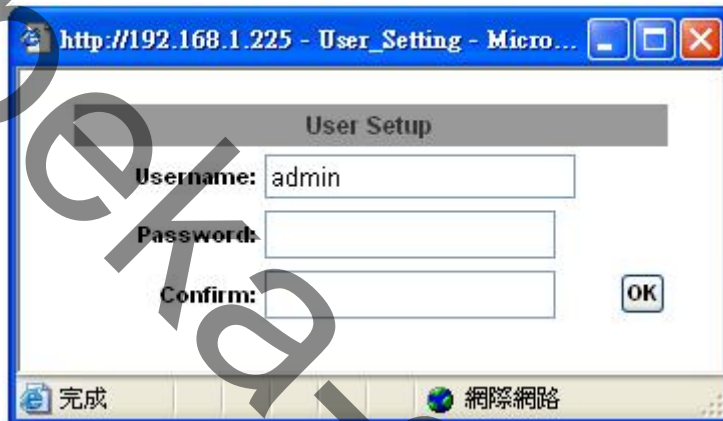 http://192.168.1.225 - User_Setting - Micro...
User Setup
Username: admin
Password:
Confirm:
OK
完成
網際網路